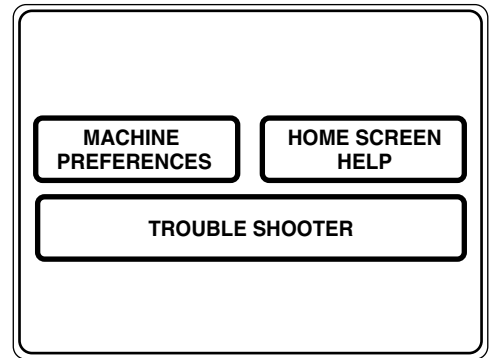 MACHINE
PREFERENCES
HOME SCREEN
HELP
TROUBLE SHOOTER